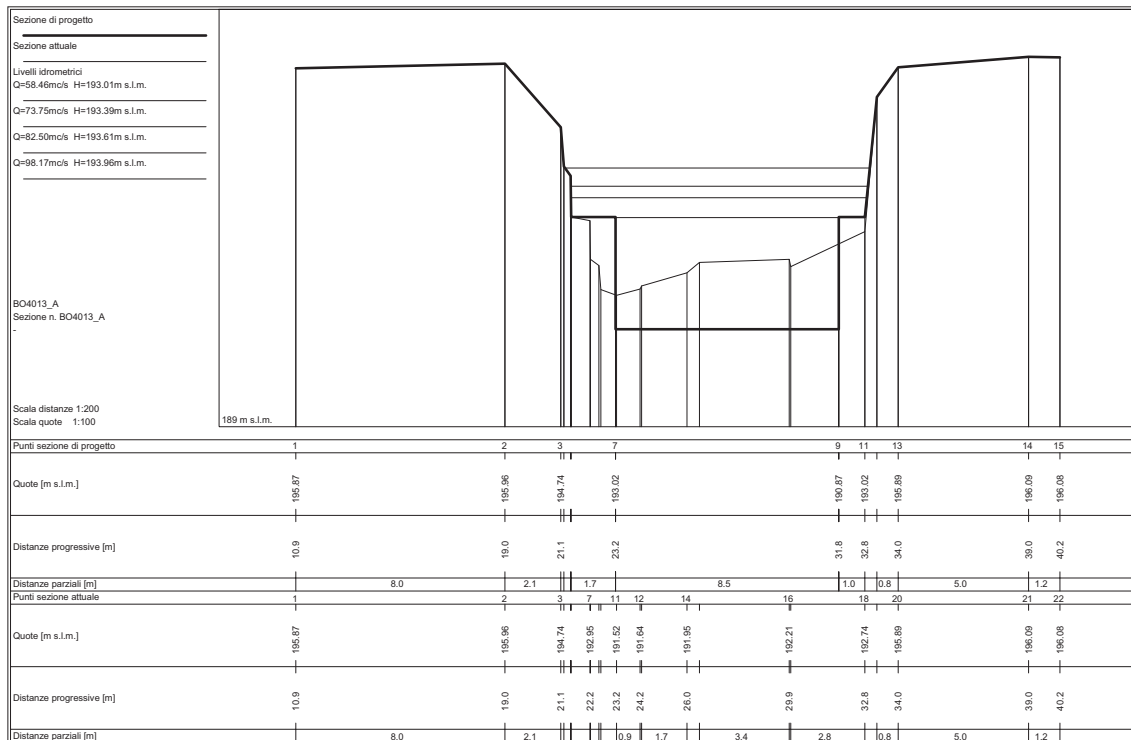 Sezione di progetto
Sezione attuale
Livelli idrometrici
Q=58.46mc/s H=193.01m s.l.m.
Q=73.75mc/s H=193.39m s.l.m.
Q=82.50mc/s H=193.61m s.l.m.
Q=98.17mc/s H=193.96m s.l.m.
BO4013_A
Sezione n. BO4013_A
-
Scala distanze 1:200
Scala quote 1:100
189 m s.l.m.
Punti sezione di progetto 1 2 3 7 9 11 13 14 15
Quote [m s.l.m.] 195.87 195.96 194.74 193.02 190.87 193.02 195.89 196.09 196.08
Distanze progressive [m] 10.9 19.0 21.1 23.2 31.8 32.8 34.0 39.0 40.2
Distanze parziali [m] 8.0 2.1 1.7 8.5 1.0 0.8 5.0 1.2
Punti sezione attuale 1 2 3 7 11 12 14 16 18 20 21 22
Quote [m s.l.m.] 195.87 195.96 194.74 192.95 191.52 191.64 191.95 192.21 192.74 195.89 196.09 196.08
Distanze progressive [m] 10.9 19.0 21.1 22.2 23.2 24.2 26.0 29.9 32.8 34.0 39.0 40.2
Distanze parziali [m] 8.0 2.1 0.9 1.7 3.4 2.8 0.8 5.0 1.2